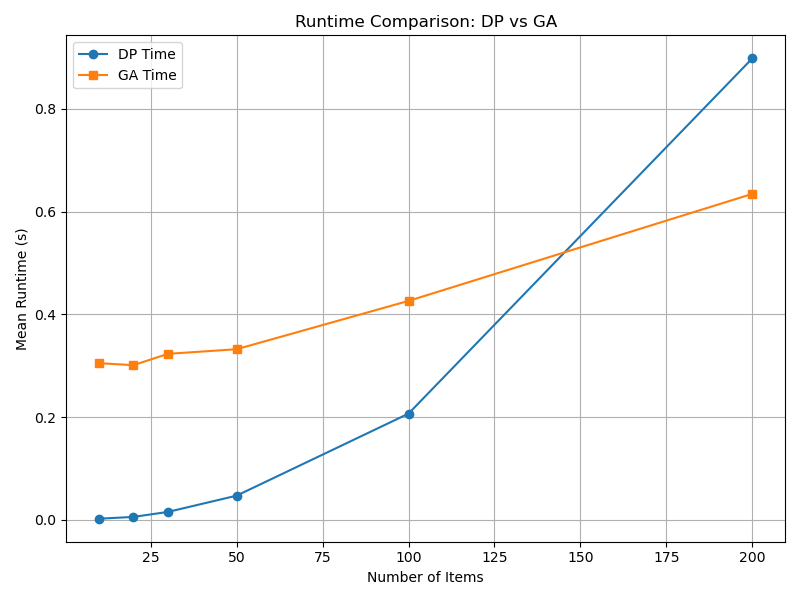 Runtime Comparison: DP vs GA
DP Time
GA Time
Mean Runtime (s)
0.8
0.6
0.4
0.2
0.0
25 50 75 100 125 150 175 200
Number of Items